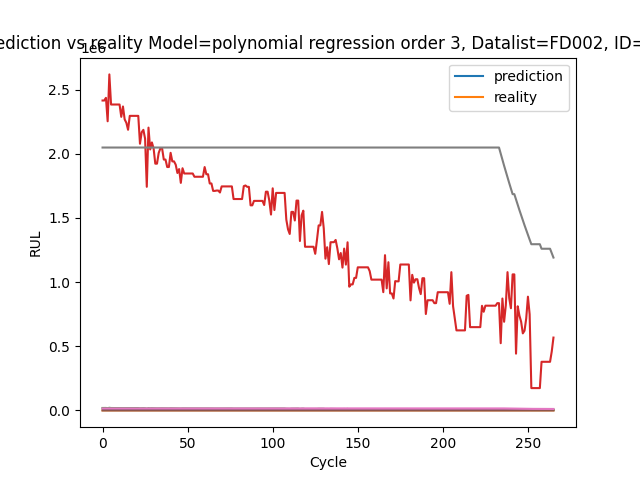 ediction vs reality Model=polynomial regression order 3, Datalist=FD002, ID=
1e6
2.5
2.0
1.5
1.0
0.5
0.0
RUL
prediction
reality
0 50 100 150 200 250
Cycle